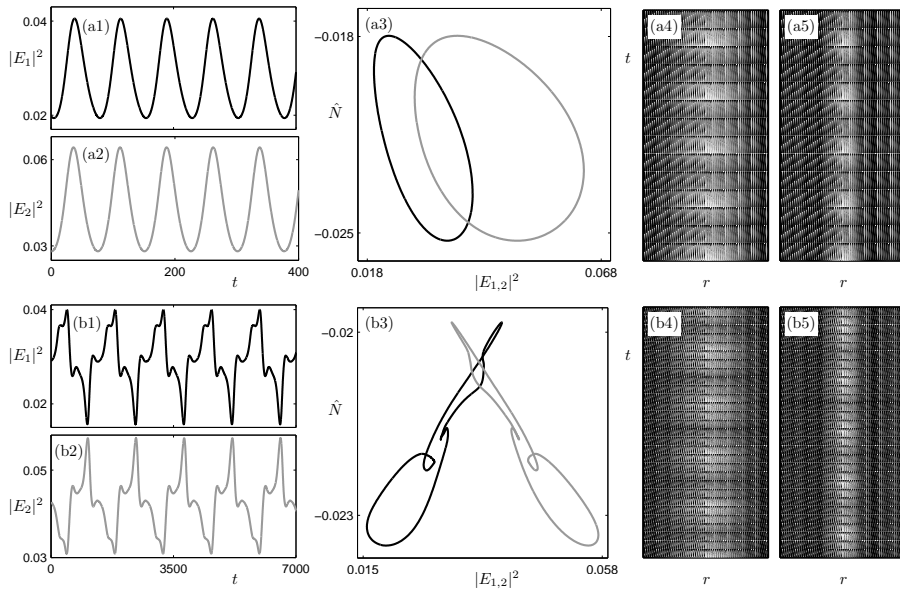 0.04
(a1)
|E₁|²
0.02
0.06
(a2)
|E₂|²
0.03
0
200
400
t
−0.018
(a3)
N̂
−0.025
0.018
0.068
|E₁,₂|²
t
(a4)
r
(a5)
r
0.04
(b1)
|E₁|²
0.02
(b2)
0.05
|E₂|²
0.03
0
3500
7000
t
−0.02
(b3)
N̂
−0.023
0.015
0.058
|E₁,₂|²
t
(b4)
r
(b5)
r